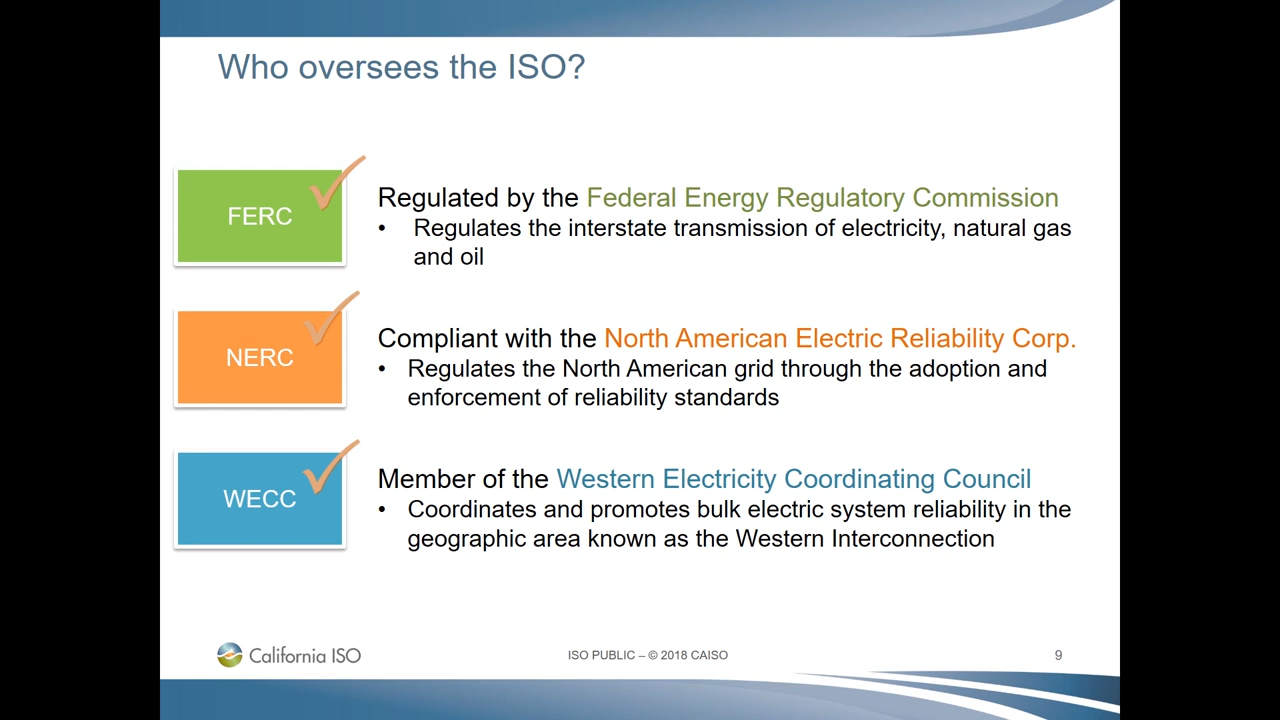 Who oversees the ISO?
FERC
Regulated by the Federal Energy Regulatory Commission
• Regulates the interstate transmission of electricity, natural gas
and oil
NERC
Compliant with the North American Electric Reliability Corp.
• Regulates the North American grid through the adoption and
enforcement of reliability standards
WECC
Member of the Western Electricity Coordinating Council
• Coordinates and promotes bulk electric system reliability in the
geographic area known as the Western Interconnection
California ISO
ISO PUBLIC – © 2018 CAISO
9